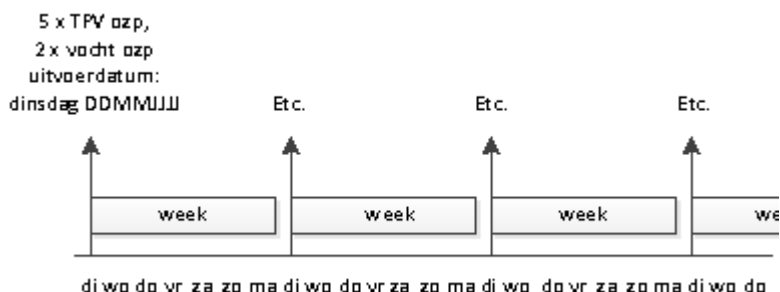 5 x TPV ozp,
2 x vocht ozp
uitvoerdatum:
dinsdag DDMMJJJJ
Etc.
Etc.
Etc.
week
week
week
we
di wo do vr za zo ma di wo do vr za zo ma di wo do vr za zo ma di wo do